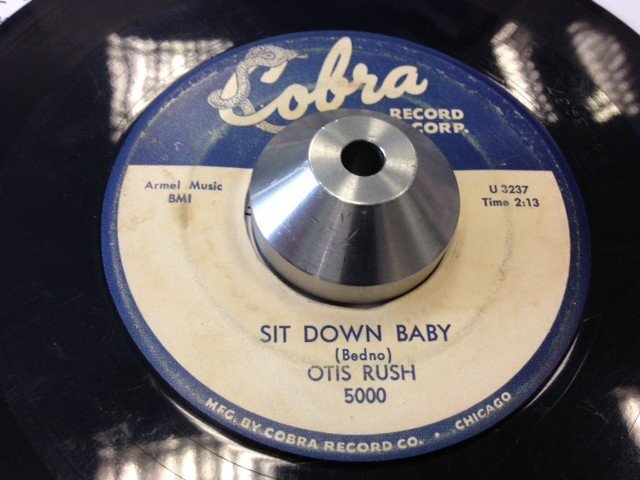 Cobra
RECORD
CORP.
Armel Music
BMI
U 3237
Time 2:13
SIT DOWN BABY
(Bedno)
OTIS RUSH
5000
MFG. BY COBRA RECORD CO. • CHICAGO